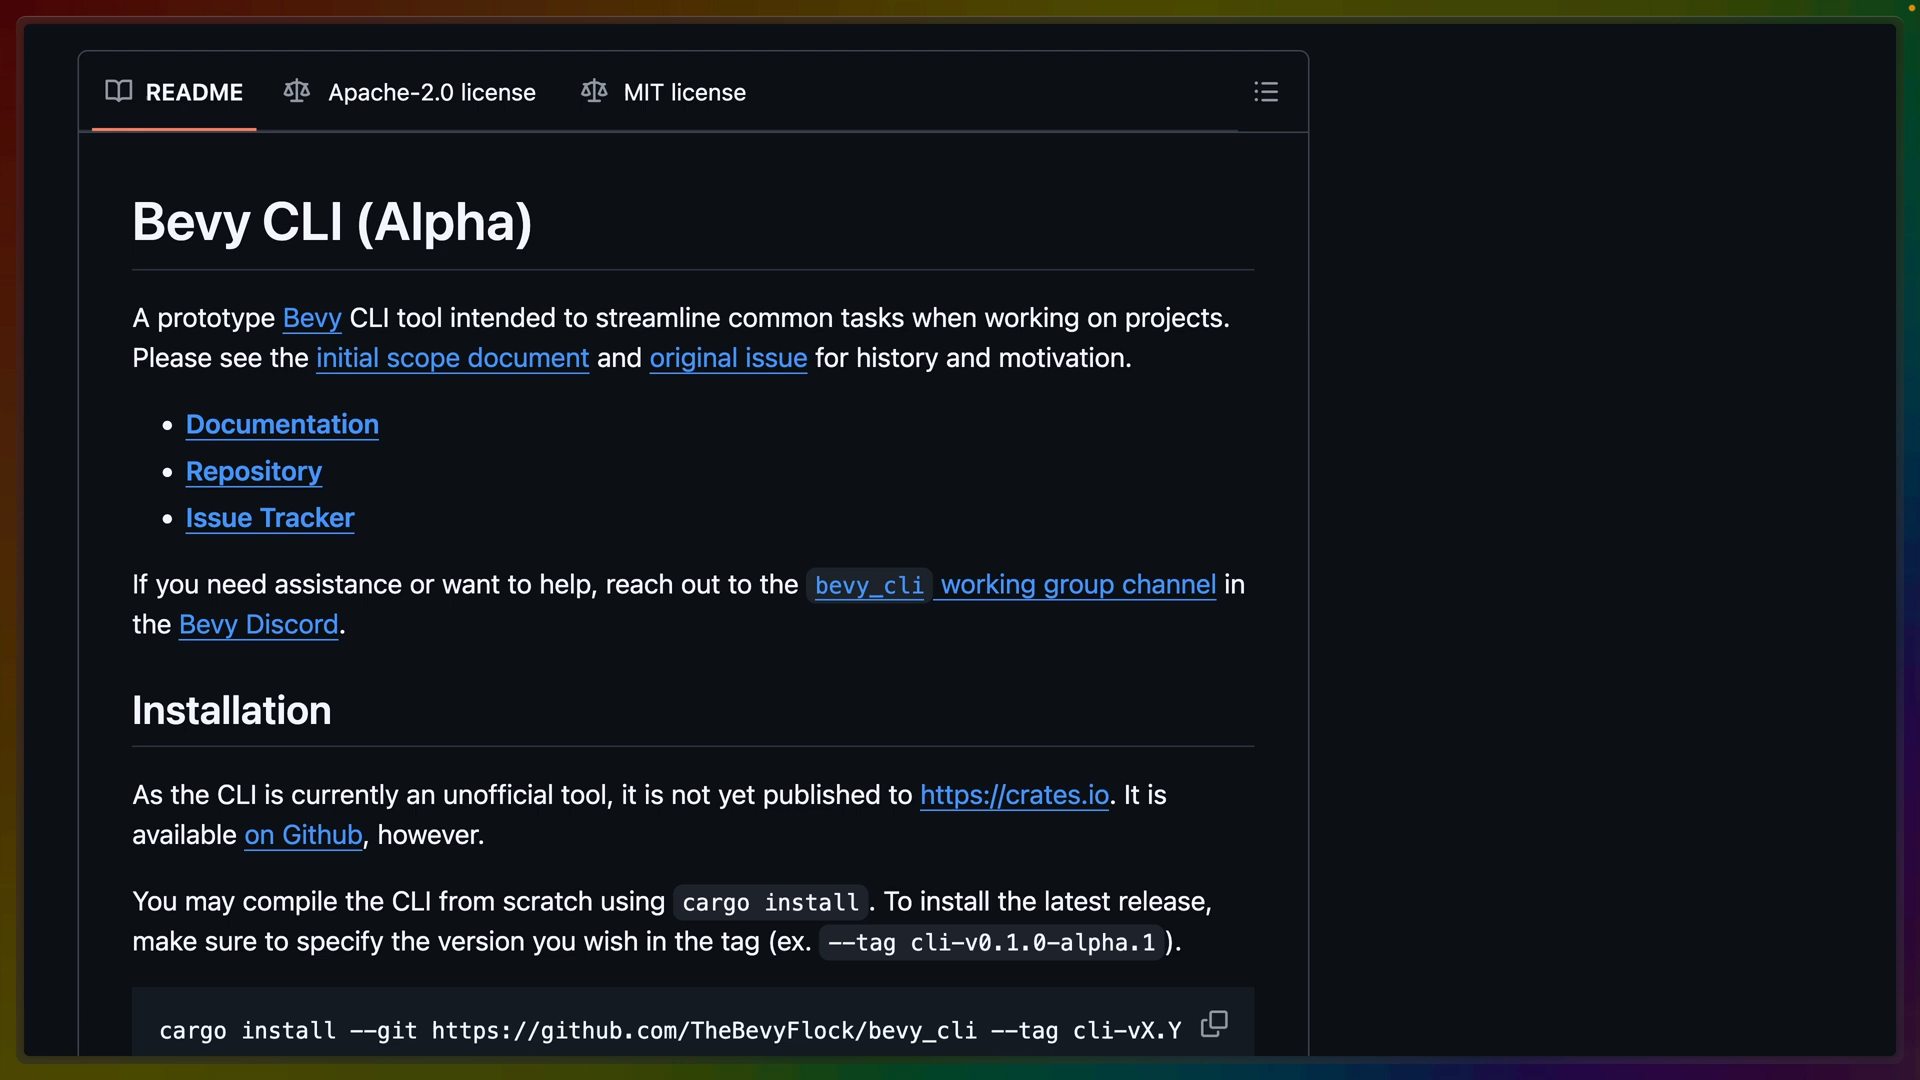 README Apache-2.0 license MIT license
Bevy CLI (Alpha)
A prototype Bevy CLI tool intended to streamline common tasks when working on projects.
Please see the initial scope document and original issue for history and motivation.
Documentation
Repository
Issue Tracker
If you need assistance or want to help, reach out to the bevy_cli working group channel in
the Bevy Discord.
Installation
As the CLI is currently an unofficial tool, it is not yet published to https://crates.io. It is
available on Github, however.
You may compile the CLI from scratch using cargo install. To install the latest release,
make sure to specify the version you wish in the tag (ex. --tag cli-v0.1.0-alpha.1).
cargo install --git https://github.com/TheBevyFlock/bevy_cli --tag cli-vX.Y